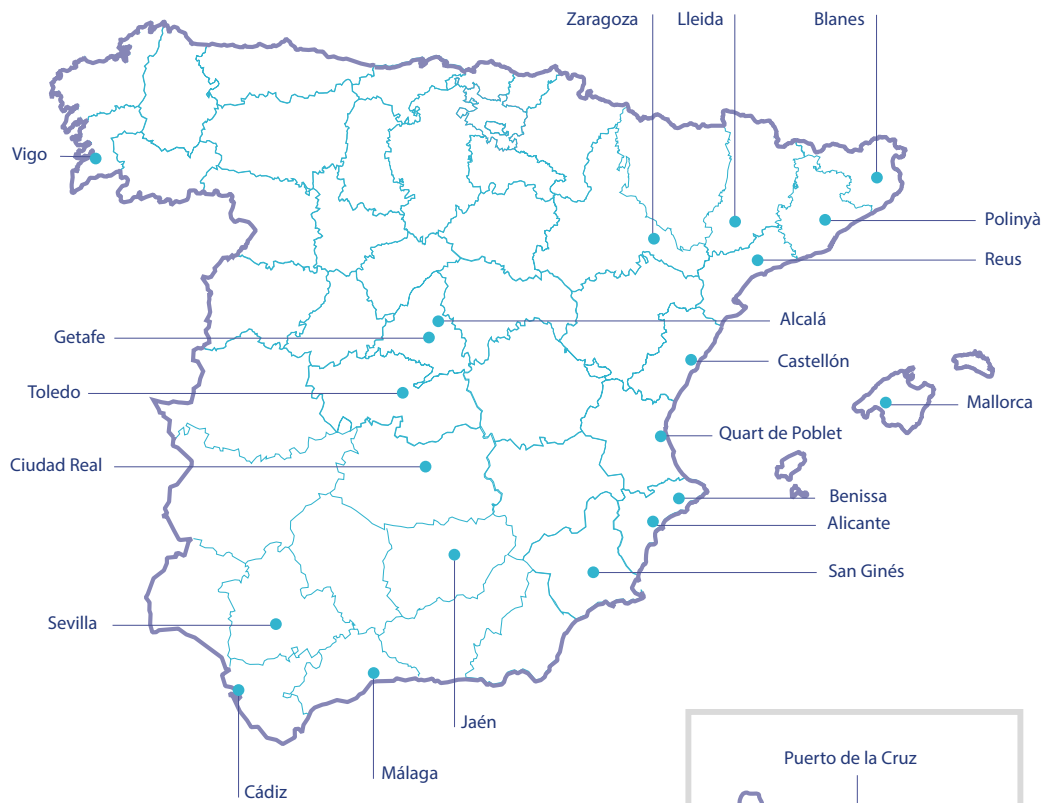 Zaragoza
Lleida
Blanes
Vigo
Polinyà
Reus
Alcalá
Getafe
Castellón
Toledo
Mallorca
Quart de Poblet
Ciudad Real
Benissa
Alicante
San Ginés
Sevilla
Jaén
Puerto de la Cruz
Málaga
Cádiz